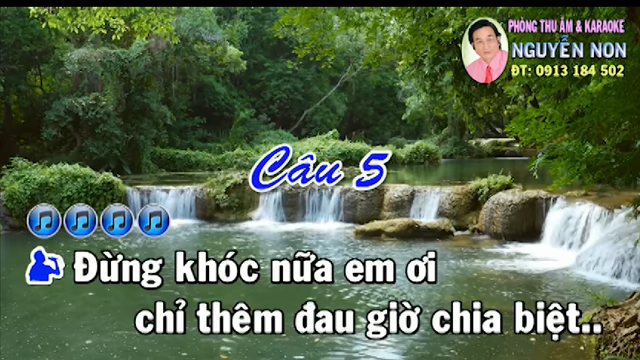 PHÒNG THU ÂM & KARAOKE
NGUYỄN NON
ĐT: 0913 184 502
Câu 5
Đừng khóc nữa em ơi
chỉ thêm đau giờ chia biệt..